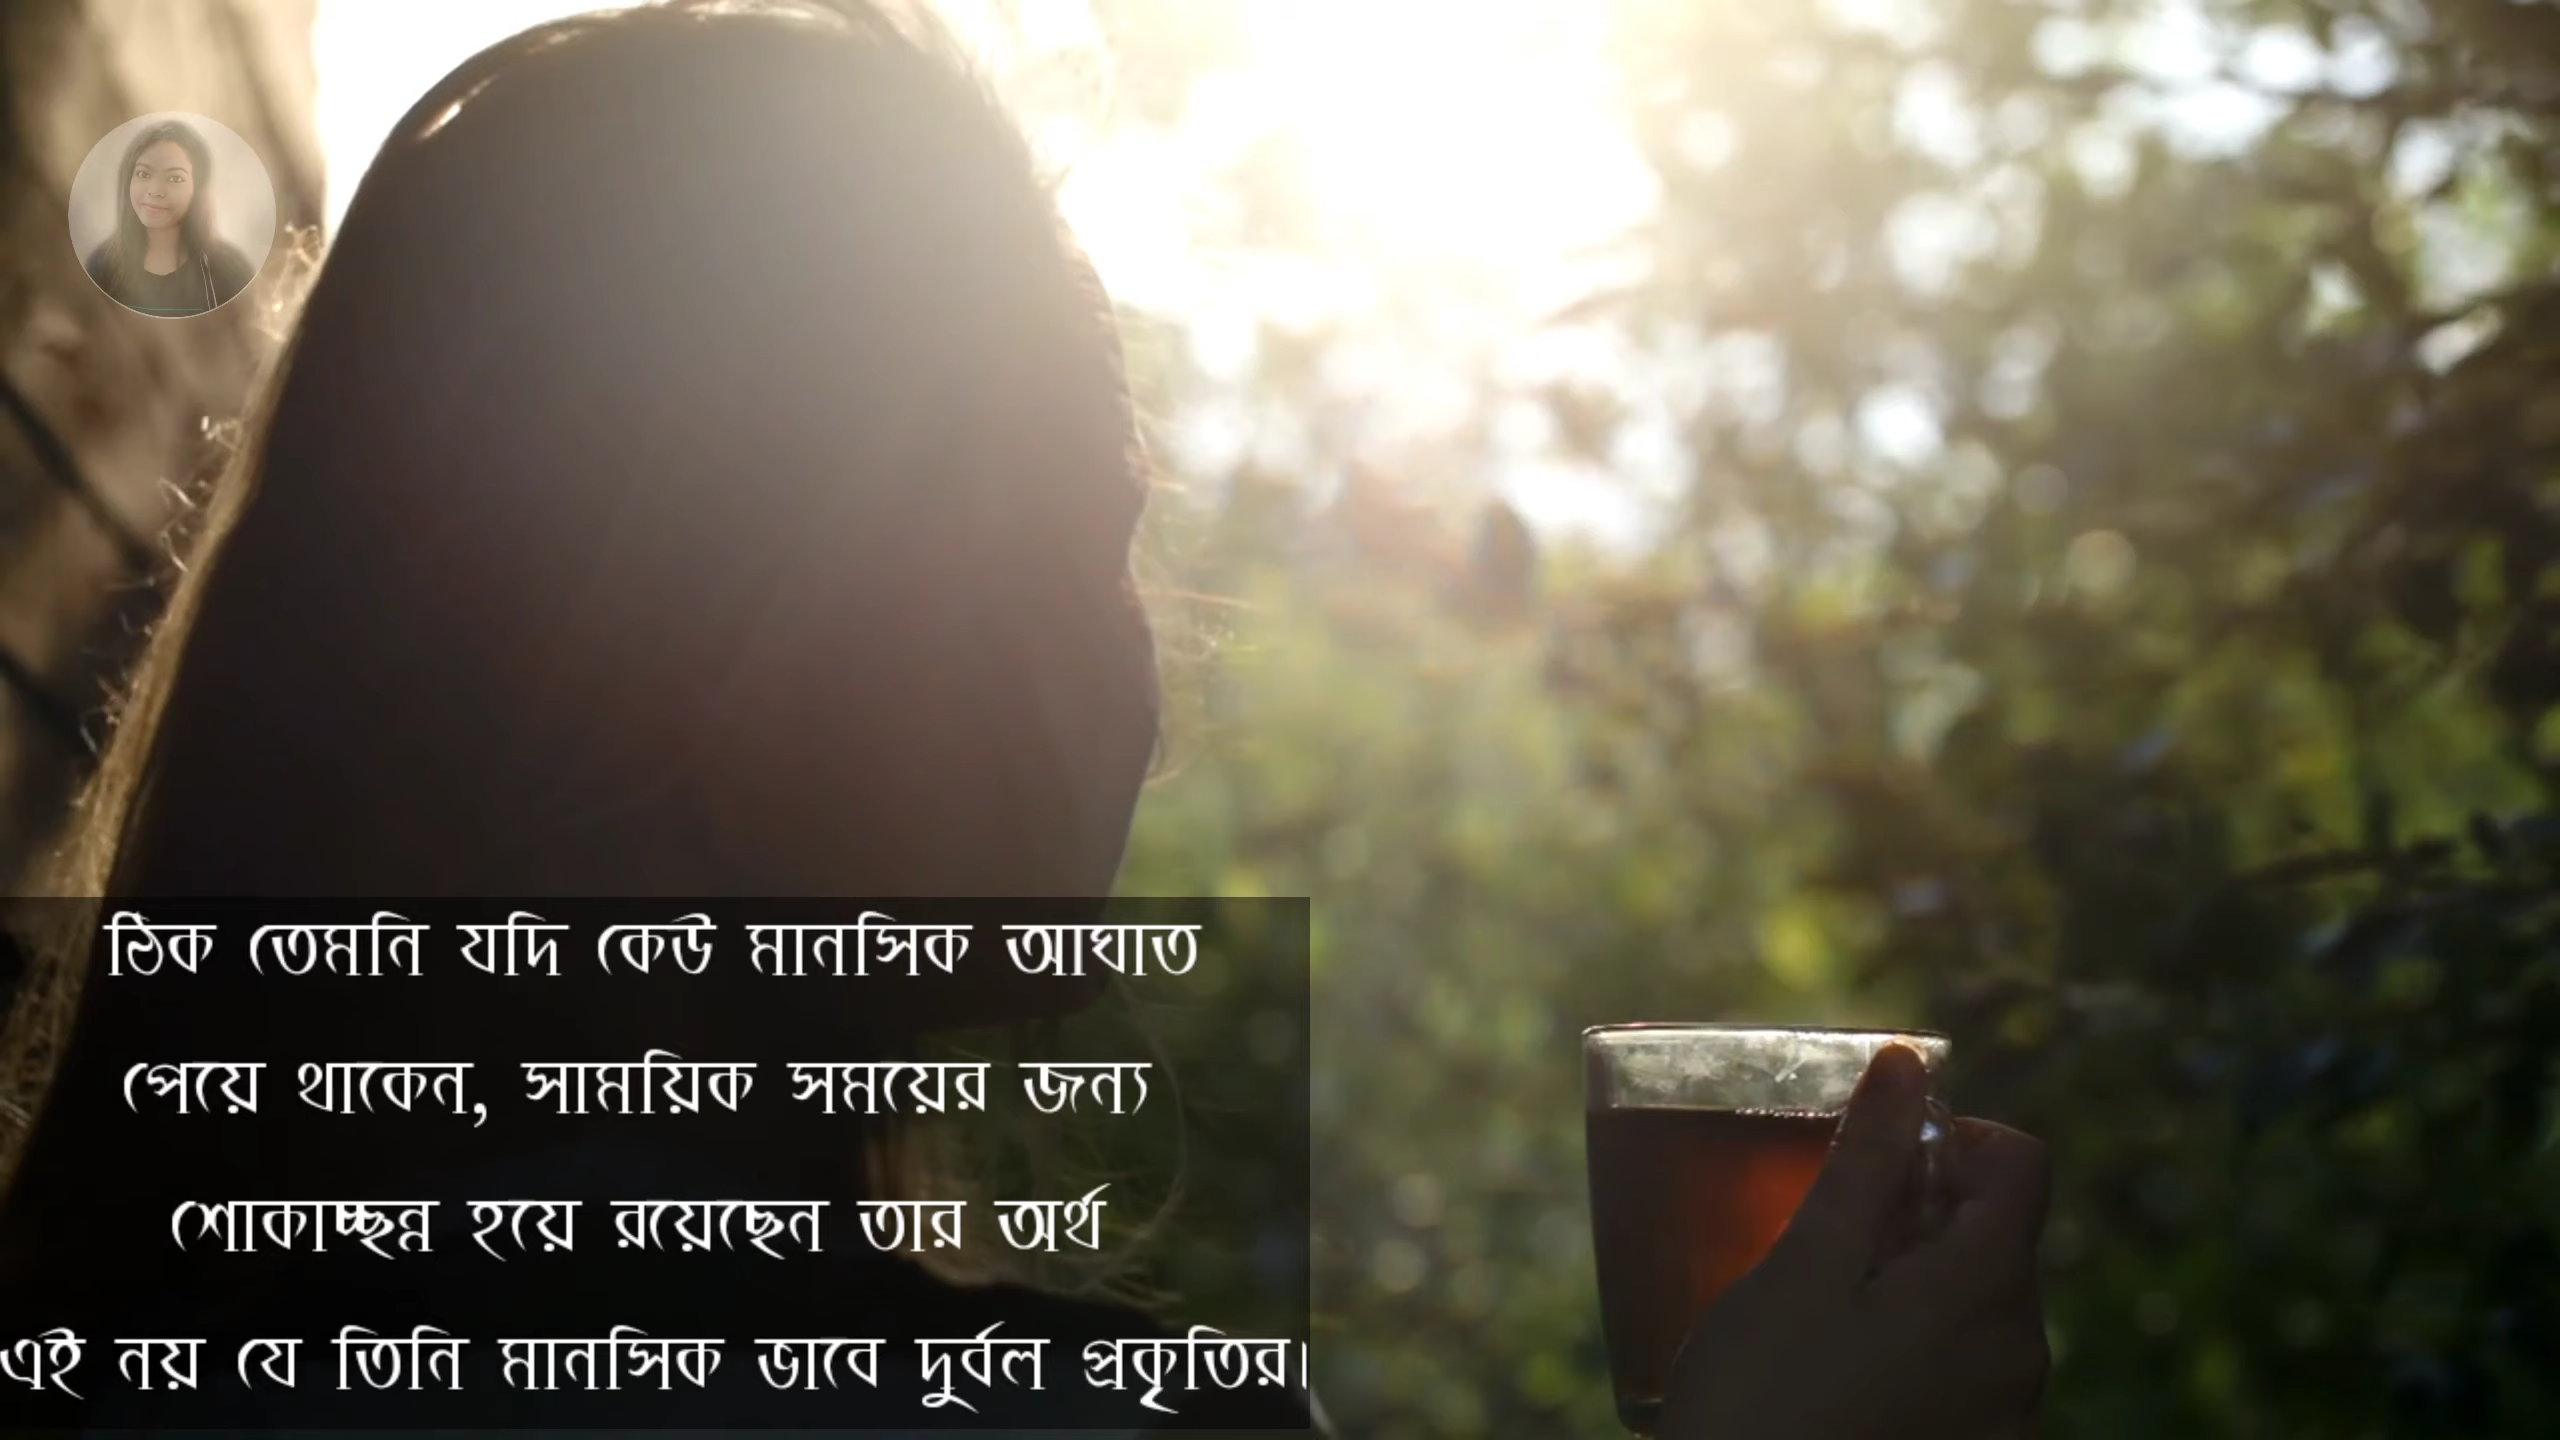 ঠিক তেমনি যদি কেউ মানসিক আঘাত
পেয়ে থাকেন, সাময়িক সময়ের জন্য
শোকাচ্ছন্ন হয়ে রয়েছেন তার অর্থ
এই নয় যে তিনি মানসিক ভাবে দুর্বল প্রকৃতির।